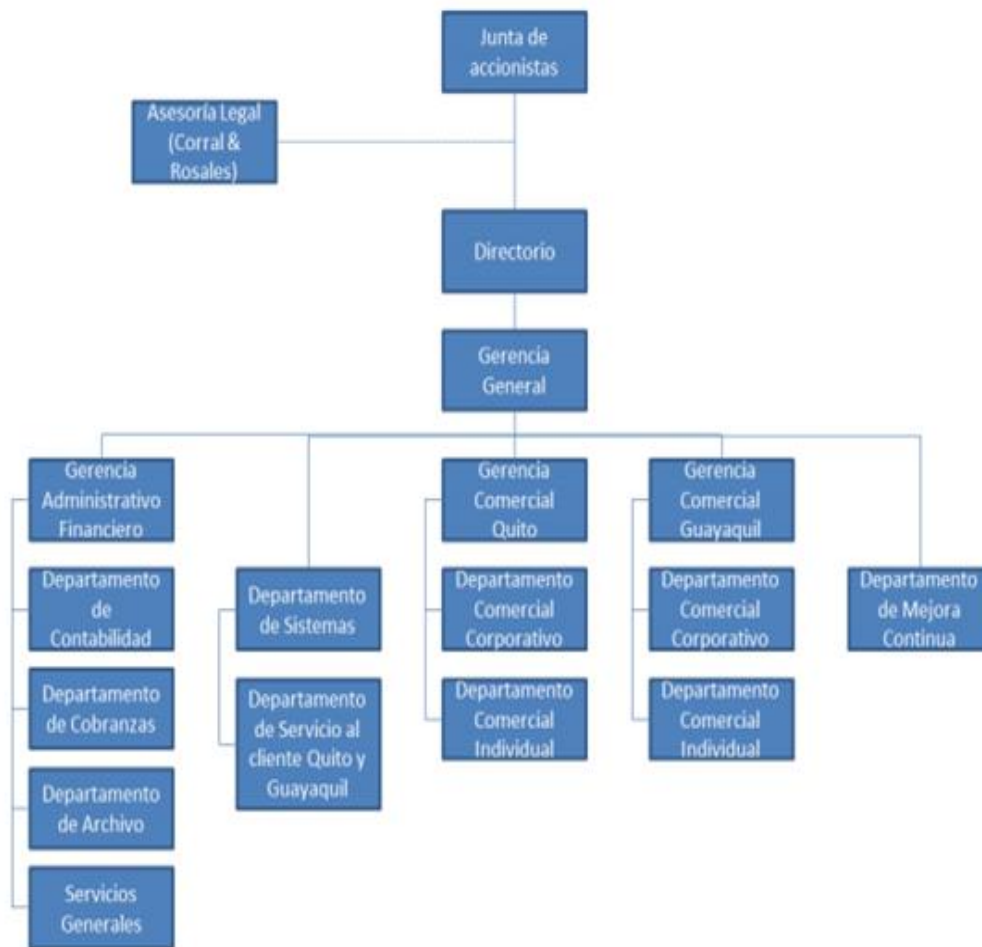 Junta de
accionistas
Asesoría Legal
(Corral &
Rosales)
Directorio
Gerencia
General
Gerencia
Administrativo
Financiero
Gerencia
Comercial
Quito
Gerencia
Comercial
Guayaquil
Departamento
de
Contabilidad
Departamento
de Sistemas
Departamento
Comercial
Corporativo
Departamento
Comercial
Corporativo
Departamento
de Mejora
Continua
Departamento
de Cobranzas
Departamento
de Servicio al
cliente Quito y
Guayaquil
Departamento
Comercial
Individual
Departamento
Comercial
Individual
Departamento
de Archivo
Servicios
Generales